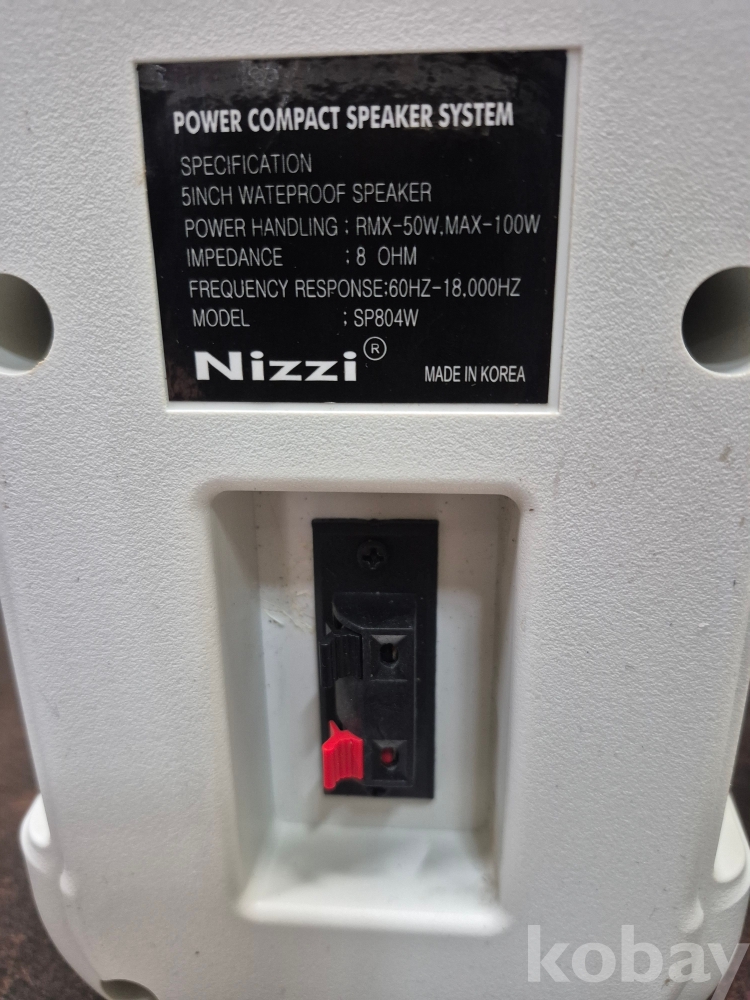 POWER COMPACT SPEAKER SYSTEM
SPECIFICATION
5INCH WATEPROOF SPEAKER
POWER HANDLING : RMX-50W,MAX-100W
IMPEDANCE : 8 OHM
FREQUENCY RESPONSE:60HZ-18,000HZ
MODEL : SP804W
Nizzi ®
MADE IN KOREA
kobay